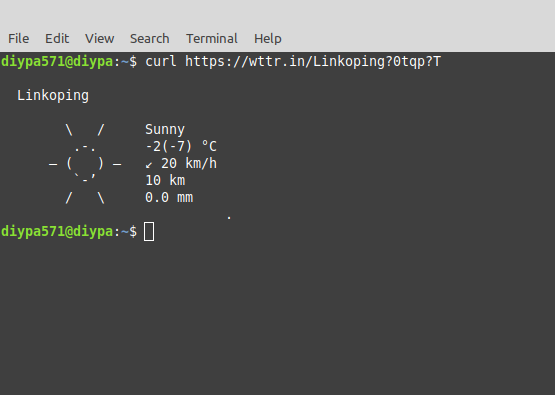 File Edit View Search Terminal Help
diypa571@diypa:~$ curl https://wttr.in/Linkoping?0tqp?T
Linkoping
\   /     Sunny
.-.      -2(-7) °C
― (   ) ―   ↙ 20 km/h
`-’      10 km
/   \     0.0 mm
.
diypa571@diypa:~$